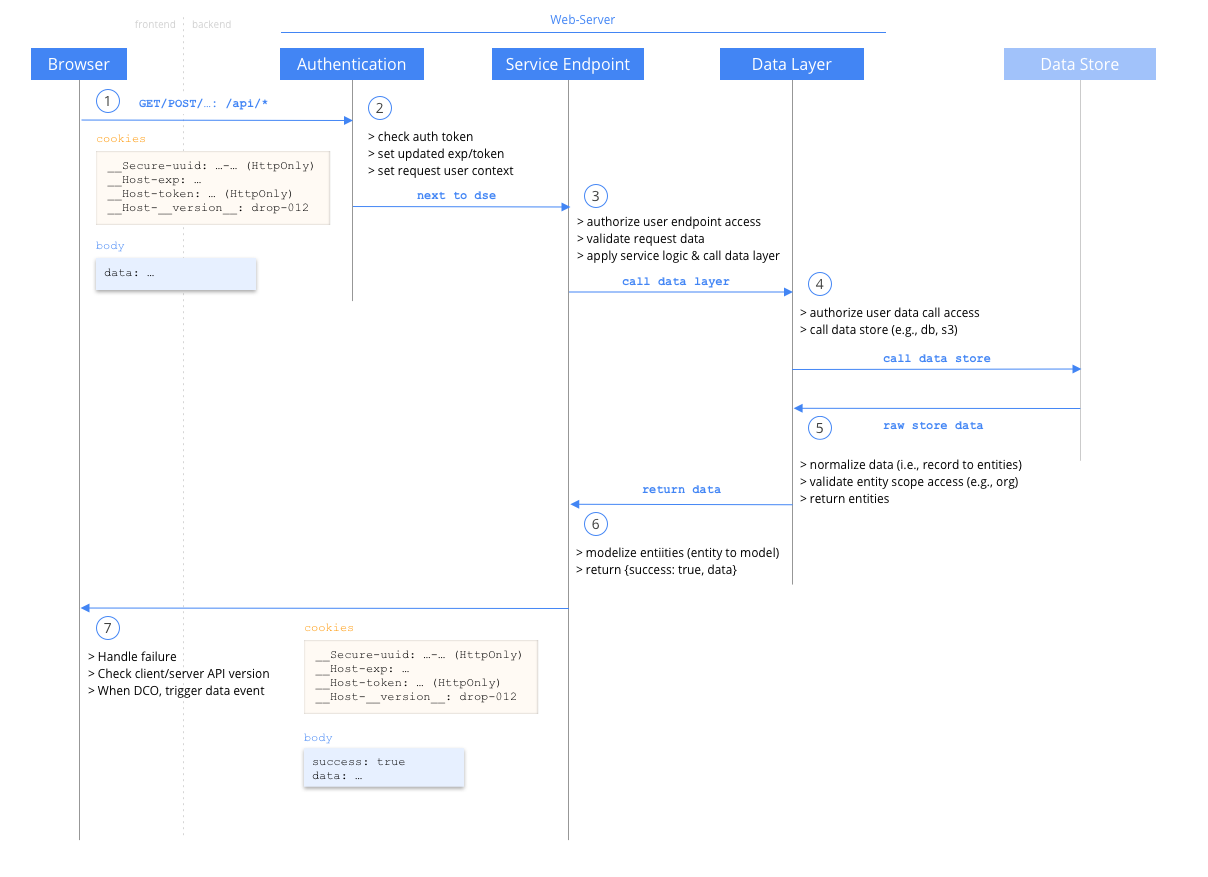 frontend
backend
Web-Server
Browser
Authentication
Service Endpoint
Data Layer
Data Store
1
GET/POST/…: /api/*
2
> check auth token
> set updated exp/token
> set request user context
cookies
__Secure-uuid: …-… (HttpOnly)
__Host-exp: …
__Host-token: … (HttpOnly)
__Host-__version__: drop-012
body
data: …
next to dse
3
> authorize user endpoint access
> validate request data
> apply service logic & call data layer
call data layer
4
> authorize user data call access
> call data store (e.g., db, s3)
call data store
raw store data
5
> normalize data (i.e., record to entities)
> validate entity scope access (e.g., org)
> return entities
return data
6
> modelize entiities (entity to model)
> return {success: true, data}
7
> Handle failure
> Check client/server API version
> When DCO, trigger data event
cookies
__Secure-uuid: …-… (HttpOnly)
__Host-exp: …
__Host-token: … (HttpOnly)
__Host-__version__: drop-012
body
success: true
data: …